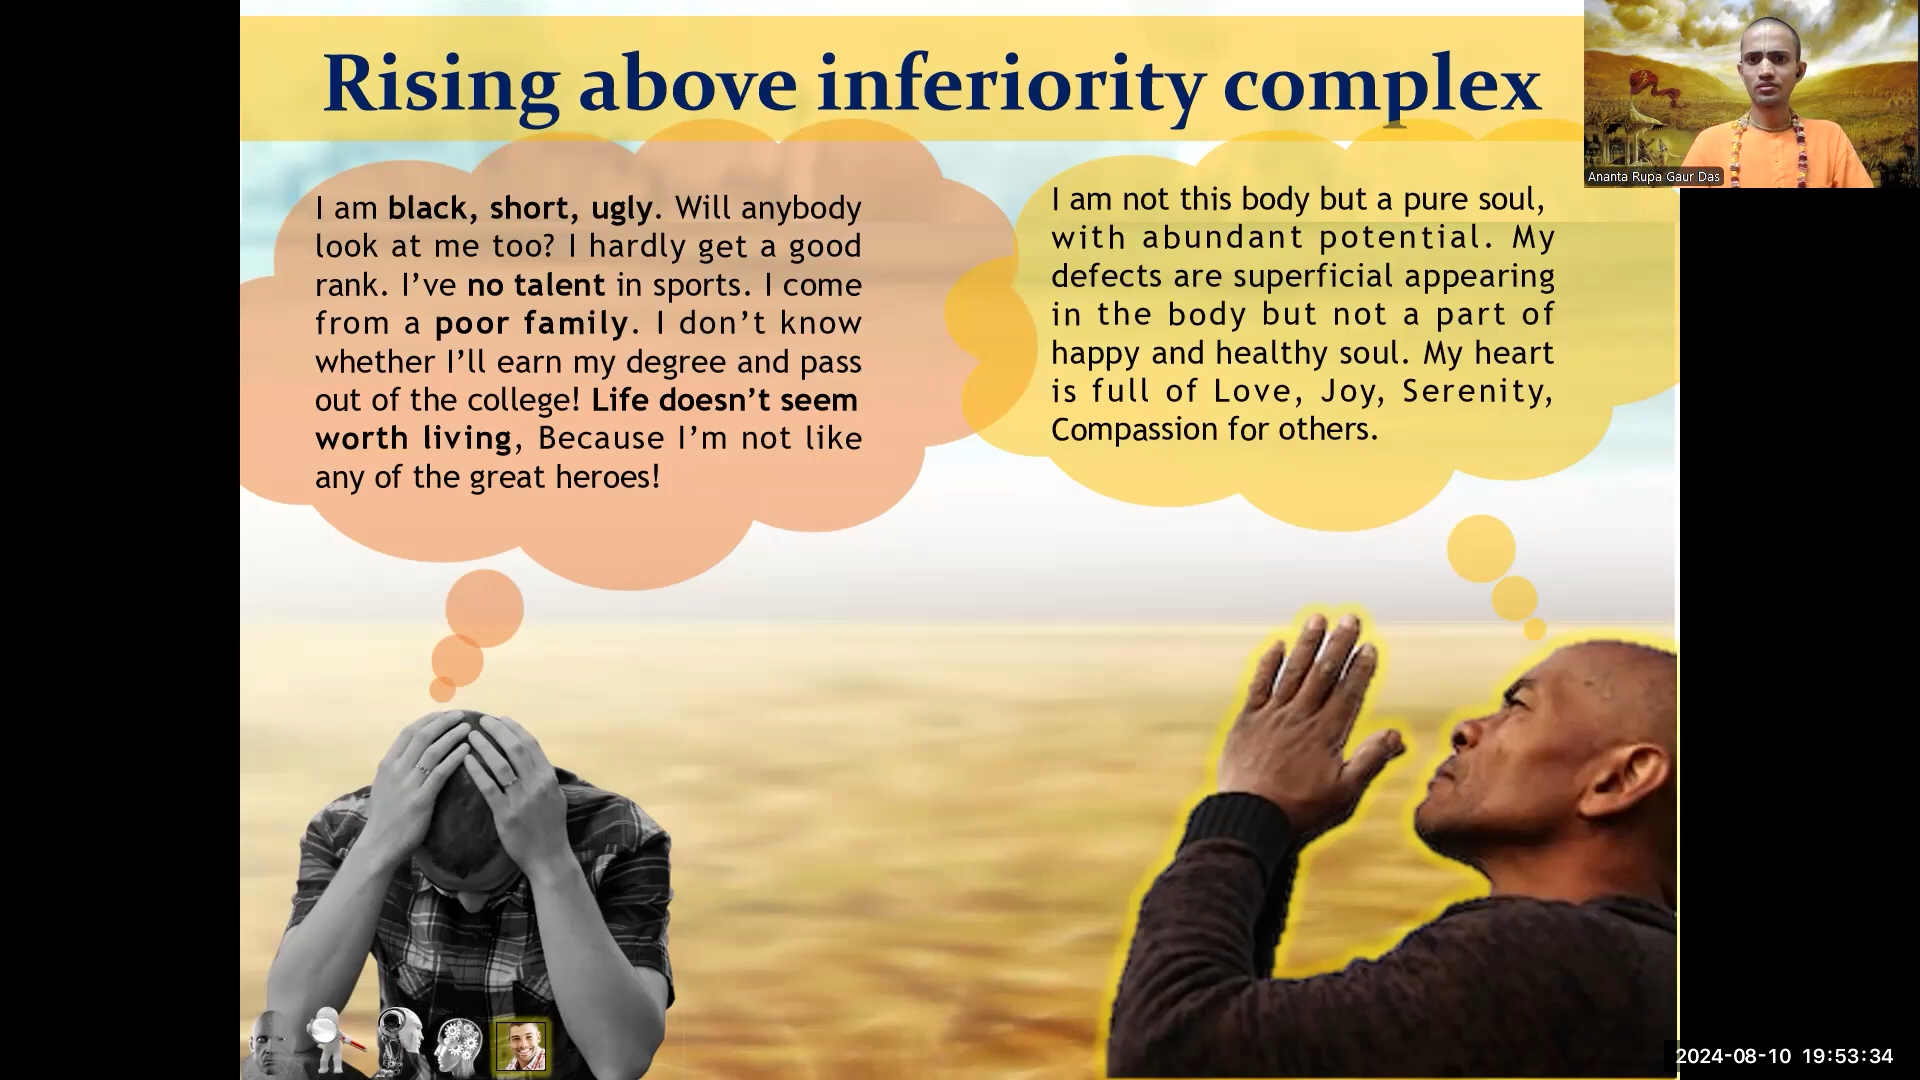 Rising above inferiority complex
Ananta Rupa Gaur Das
I am black, short, ugly. Will anybody
look at me too? I hardly get a good
rank. I’ve no talent in sports. I come
from a poor family. I don’t know
whether I’ll earn my degree and pass
out of the college! Life doesn’t seem
worth living, Because I’m not like
any of the great heroes!
I am not this body but a pure soul,
with abundant potential. My
defects are superficial appearing
in the body but not a part of
happy and healthy soul. My heart
is full of Love, Joy, Serenity,
Compassion for others.
2024-08-10 19:53:34